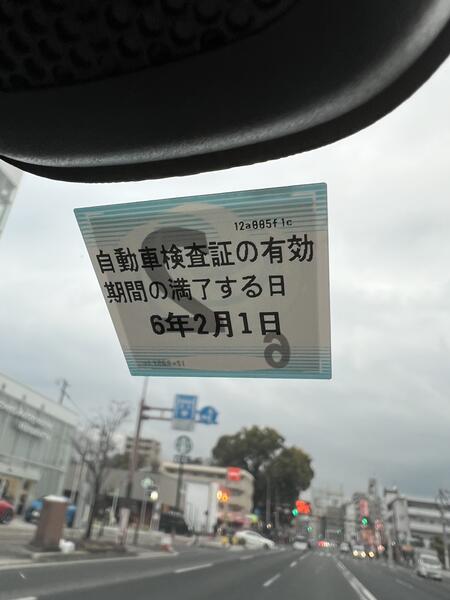 12a005f1c
自動車検査証の有効
期間の満了する日
6年2月1日